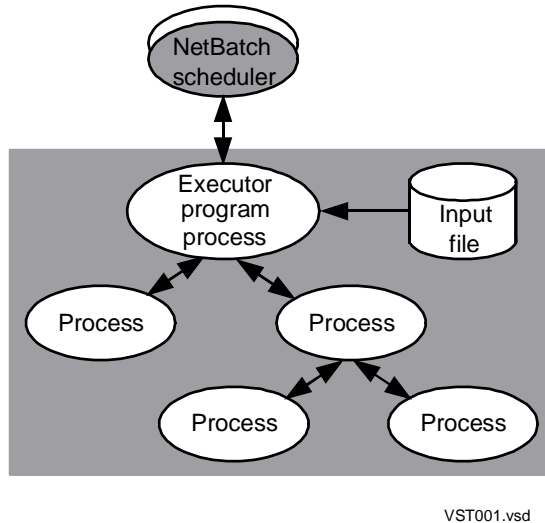 NetBatch
scheduler
Executor
program
process
Input
file
Process
Process
Process
Process
VST001.vsd